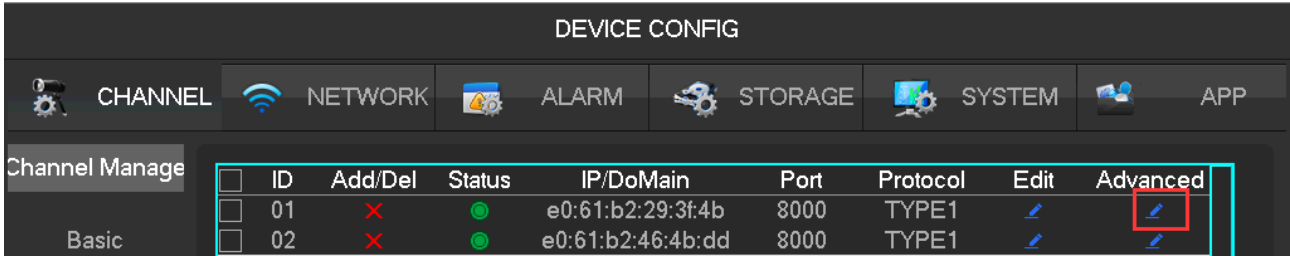 DEVICE CONFIG
CHANNEL NETWORK ALARM STORAGE SYSTEM APP
Channel Manage
ID Add/Del Status IP/DoMain Port Protocol Edit Advanced
01 e0:61:b2:29:3f:4b 8000 TYPE1
Basic
02 e0:61:b2:46:4b:dd 8000 TYPE1